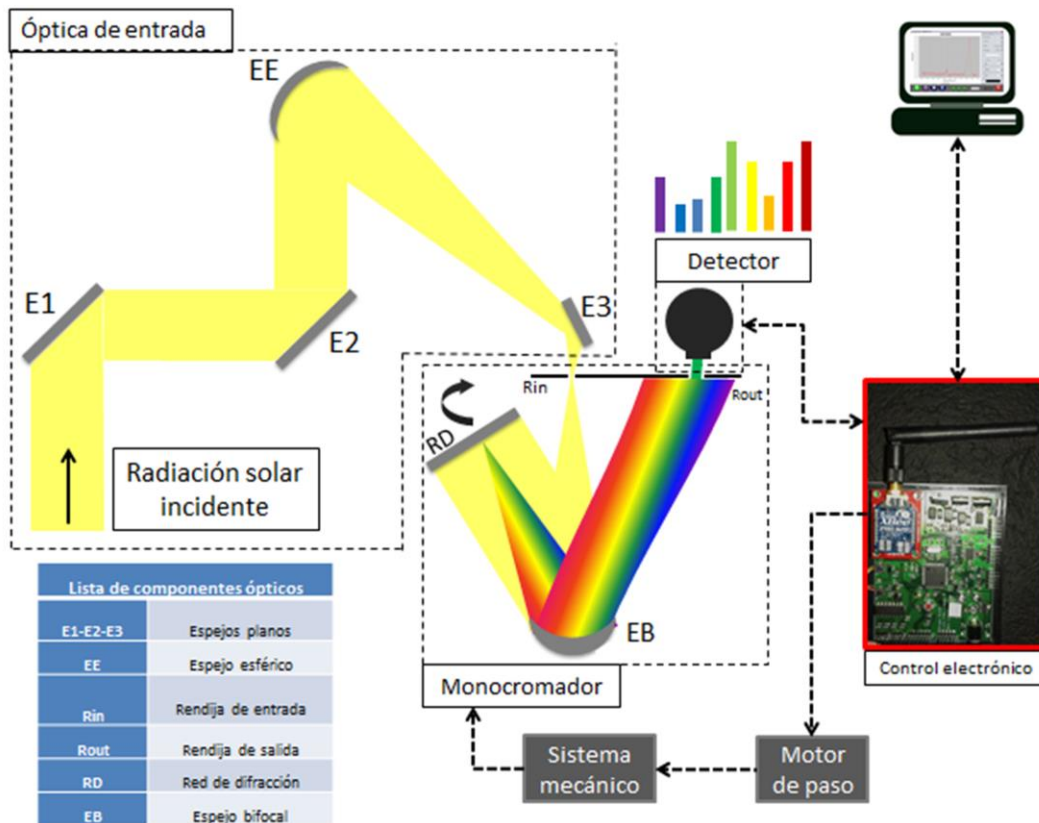 Óptica de entrada
EE
E1
E2
E3
Radiación solar
incidente
Detector
Rin
Rout
RD
EB
Monocromador
Control electrónico
Sistema
mecánico
Motor
de paso
Lista de componentes ópticos
E1-E2-E3 Espejos planos
EE Espejo esférico
Rin Rendija de entrada
Rout Rendija de salida
RD Red de difracción
EB Espejo bifocal